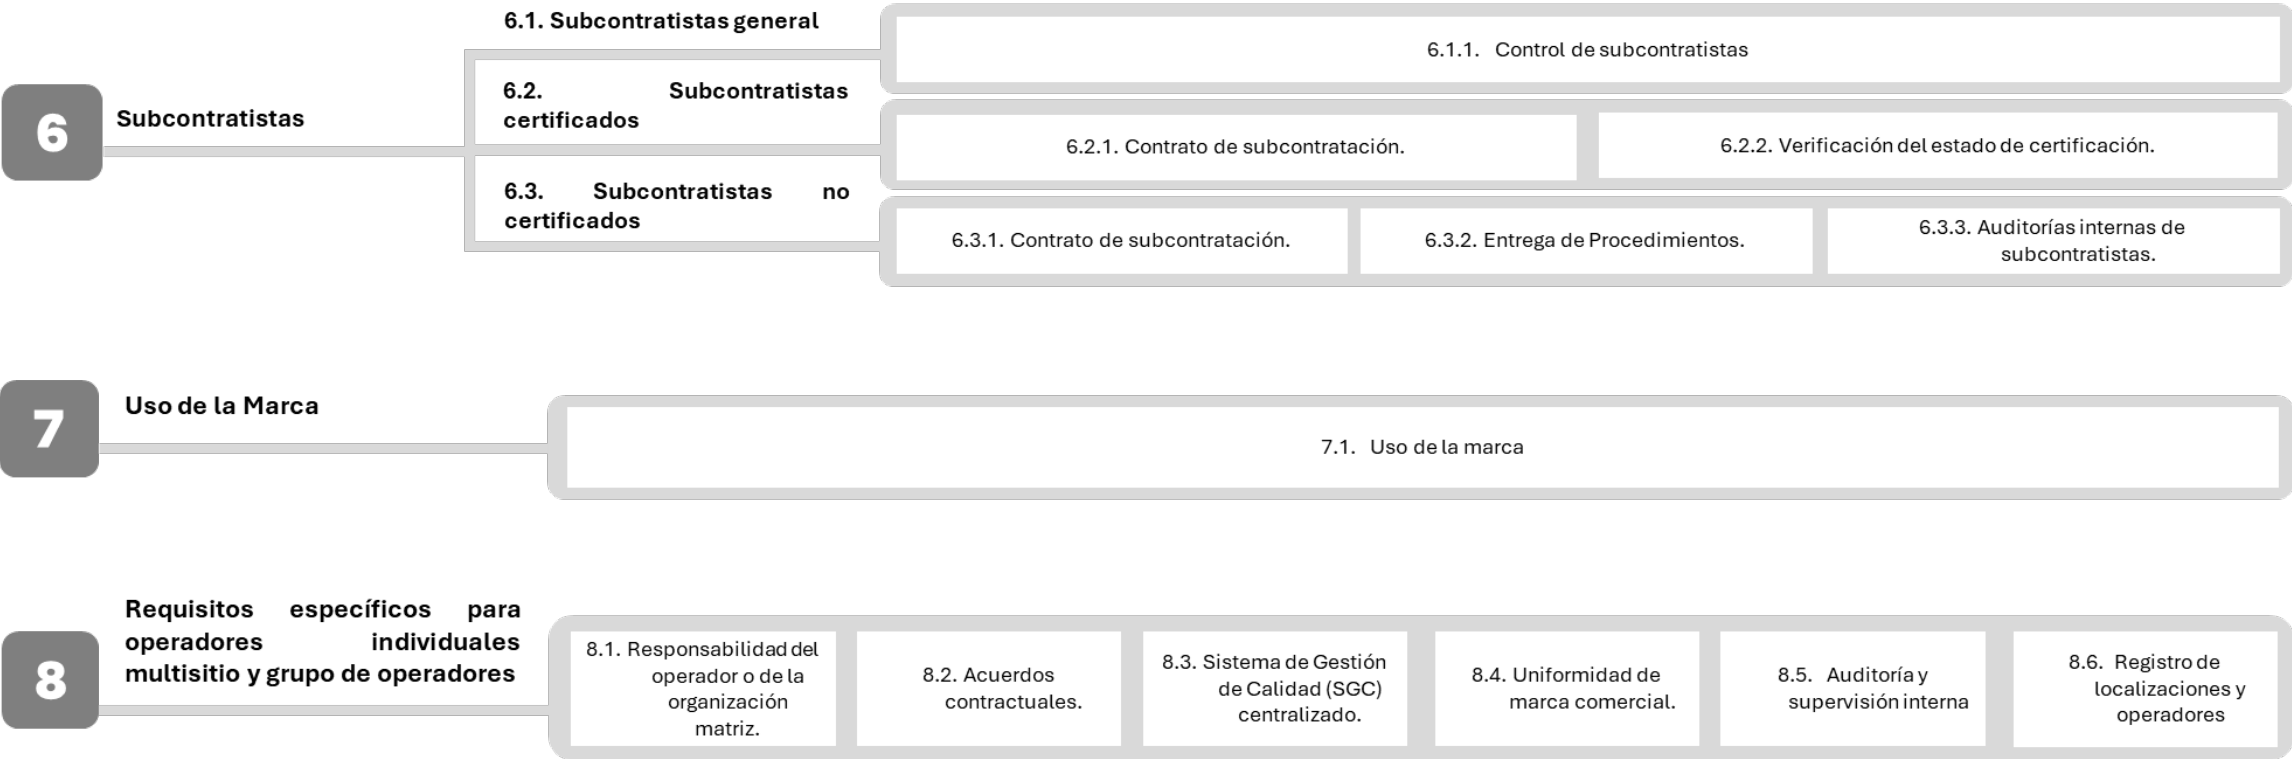 6
Subcontratistas
6.1. Subcontratistas general
6.1.1. Control de subcontratistas
6.2. Subcontratistas
certificados
6.2.1. Contrato de subcontratación.
6.2.2. Verificación del estado de certificación.
6.3. Subcontratistas no
certificados
6.3.1. Contrato de subcontratación.
6.3.2. Entrega de Procedimientos.
6.3.3. Auditorías internas de
subcontratistas.
7
Uso de la Marca
7.1. Uso de la marca
8
Requisitos específicos para
operadores individuales
multisitio y grupo de operadores
8.1. Responsabilidad del
operador o de la
organización
matriz.
8.2. Acuerdos
contractuales.
8.3. Sistema de Gestión
de Calidad (SGC)
centralizado.
8.4. Uniformidad de
marca comercial.
8.5. Auditoría y
supervisión interna
8.6. Registro de
localizaciones y
operadores